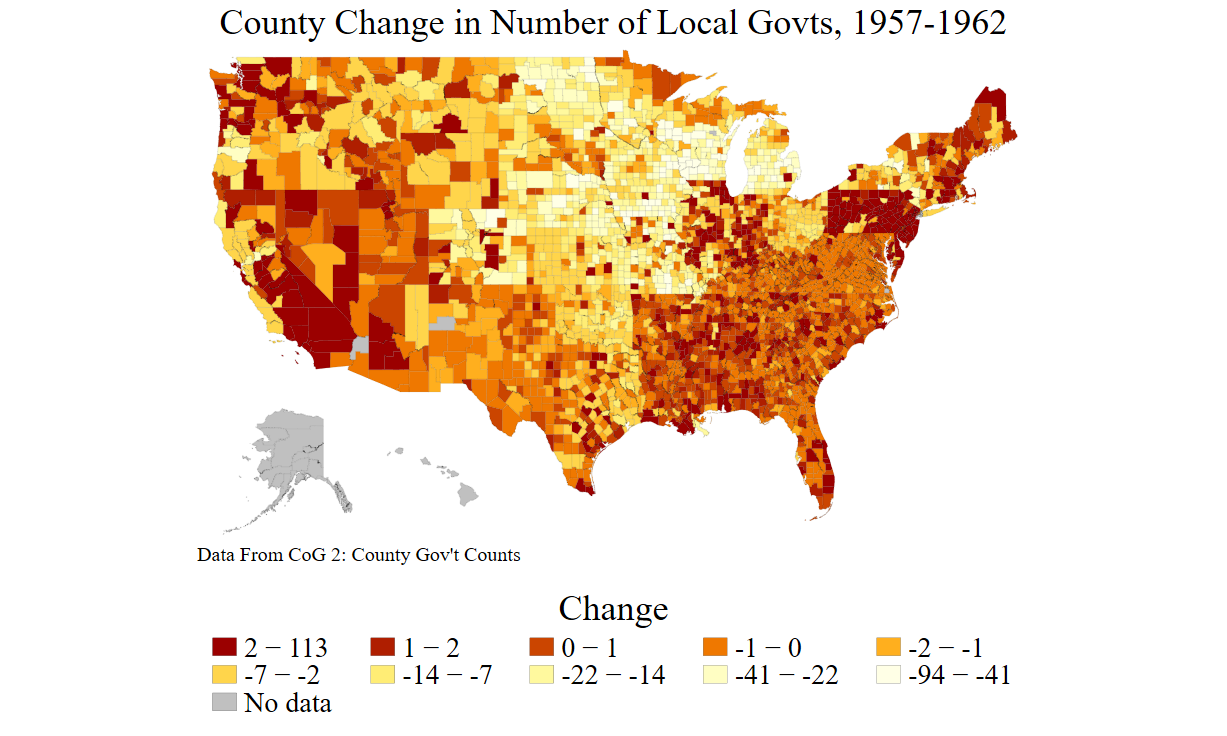 County Change in Number of Local Govts, 1957-1962
Data From CoG 2: County Gov't Counts
Change
2 − 113 1 − 2 0 − 1 -1 − 0 -2 − -1
-7 − -2 -14 − -7 -22 − -14 -41 − -22 -94 − -41
No data